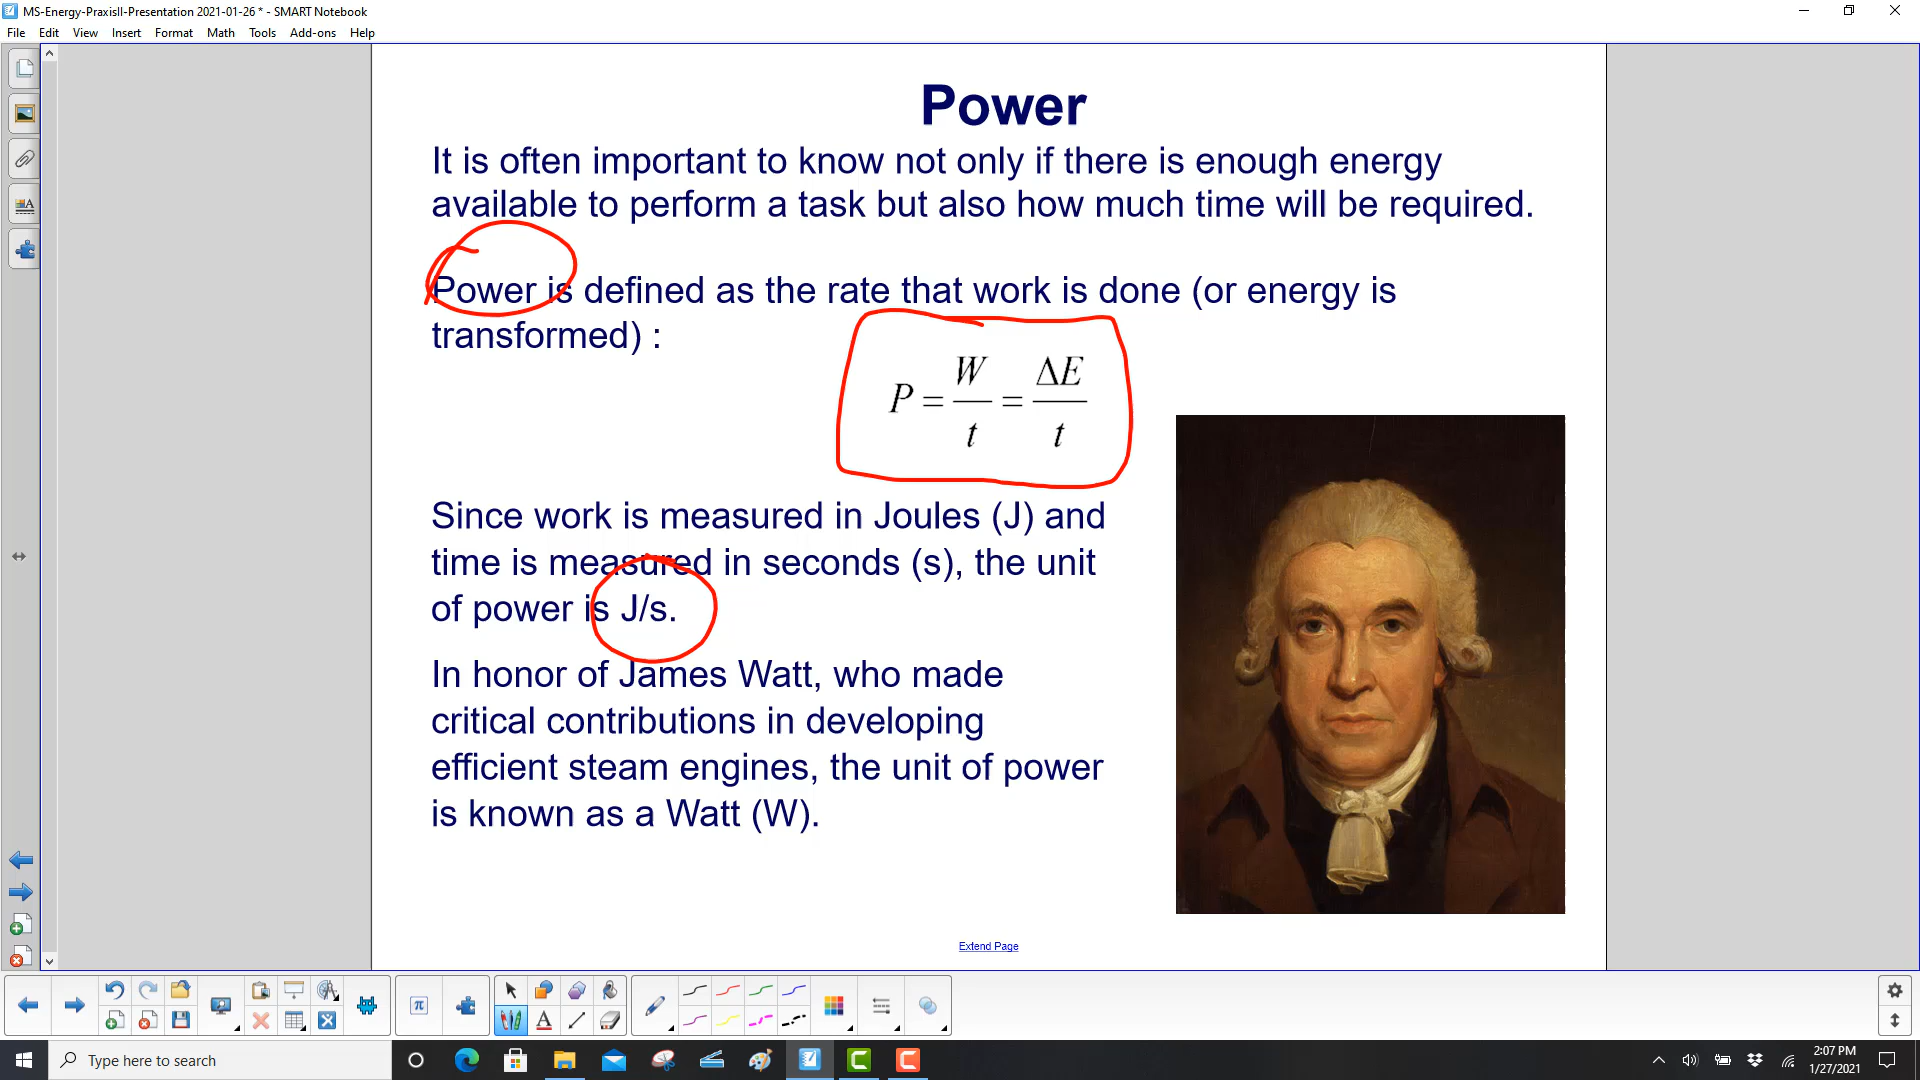 MS-Energy-PraxisII-Presentation 2021-01-26 * - SMART Notebook
File Edit View Insert Format Math Tools Add-ons Help
Power
It is often important to know not only if there is enough energy
available to perform a task but also how much time will be required.
Power is defined as the rate that work is done (or energy is
transformed) :
P = W/t = ΔE/t
Since work is measured in Joules (J) and
time is measured in seconds (s), the unit
of power is J/s.
In honor of James Watt, who made
critical contributions in developing
efficient steam engines, the unit of power
is known as a Watt (W).
Extend Page
Type here to search
2:07 PM
1/27/2021